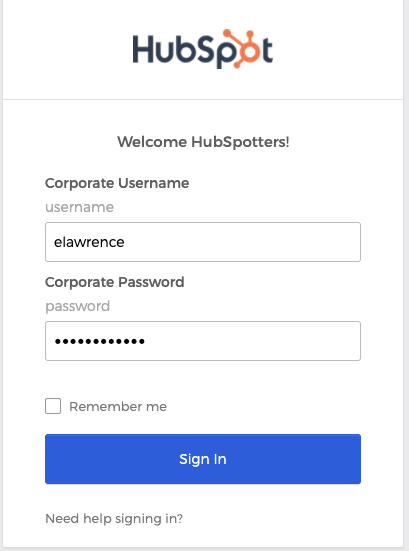 HubSpot
Welcome HubSpotters!
Corporate Username
username
elawrence
Corporate Password
password
••••••••••••
Remember me
Sign In
Need help signing in?